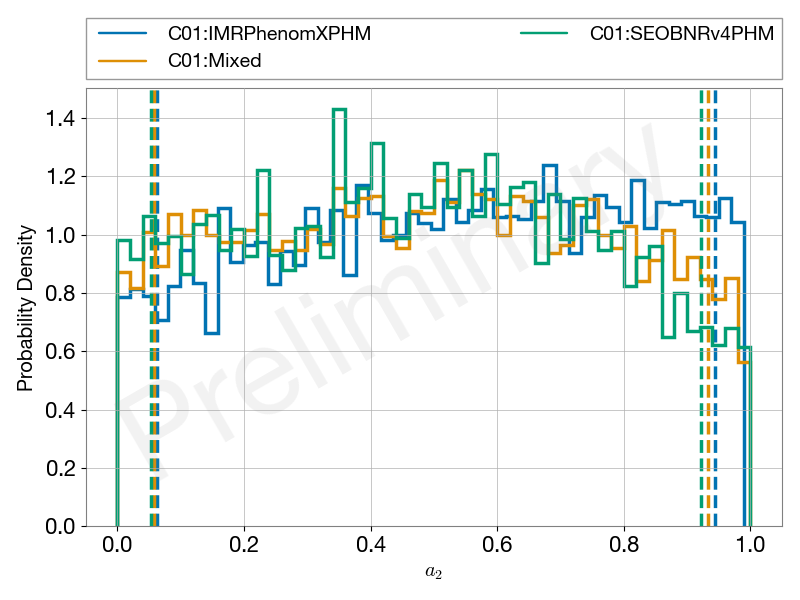 C01:IMRPhenomXPHM
C01:Mixed
C01:SEOBNRv4PHM
1.4
1.2
1.0
0.8
0.6
0.4
0.2
0.0
Probability Density
Preliminary
0.0 0.2 0.4 0.6 0.8 1.0
a₂